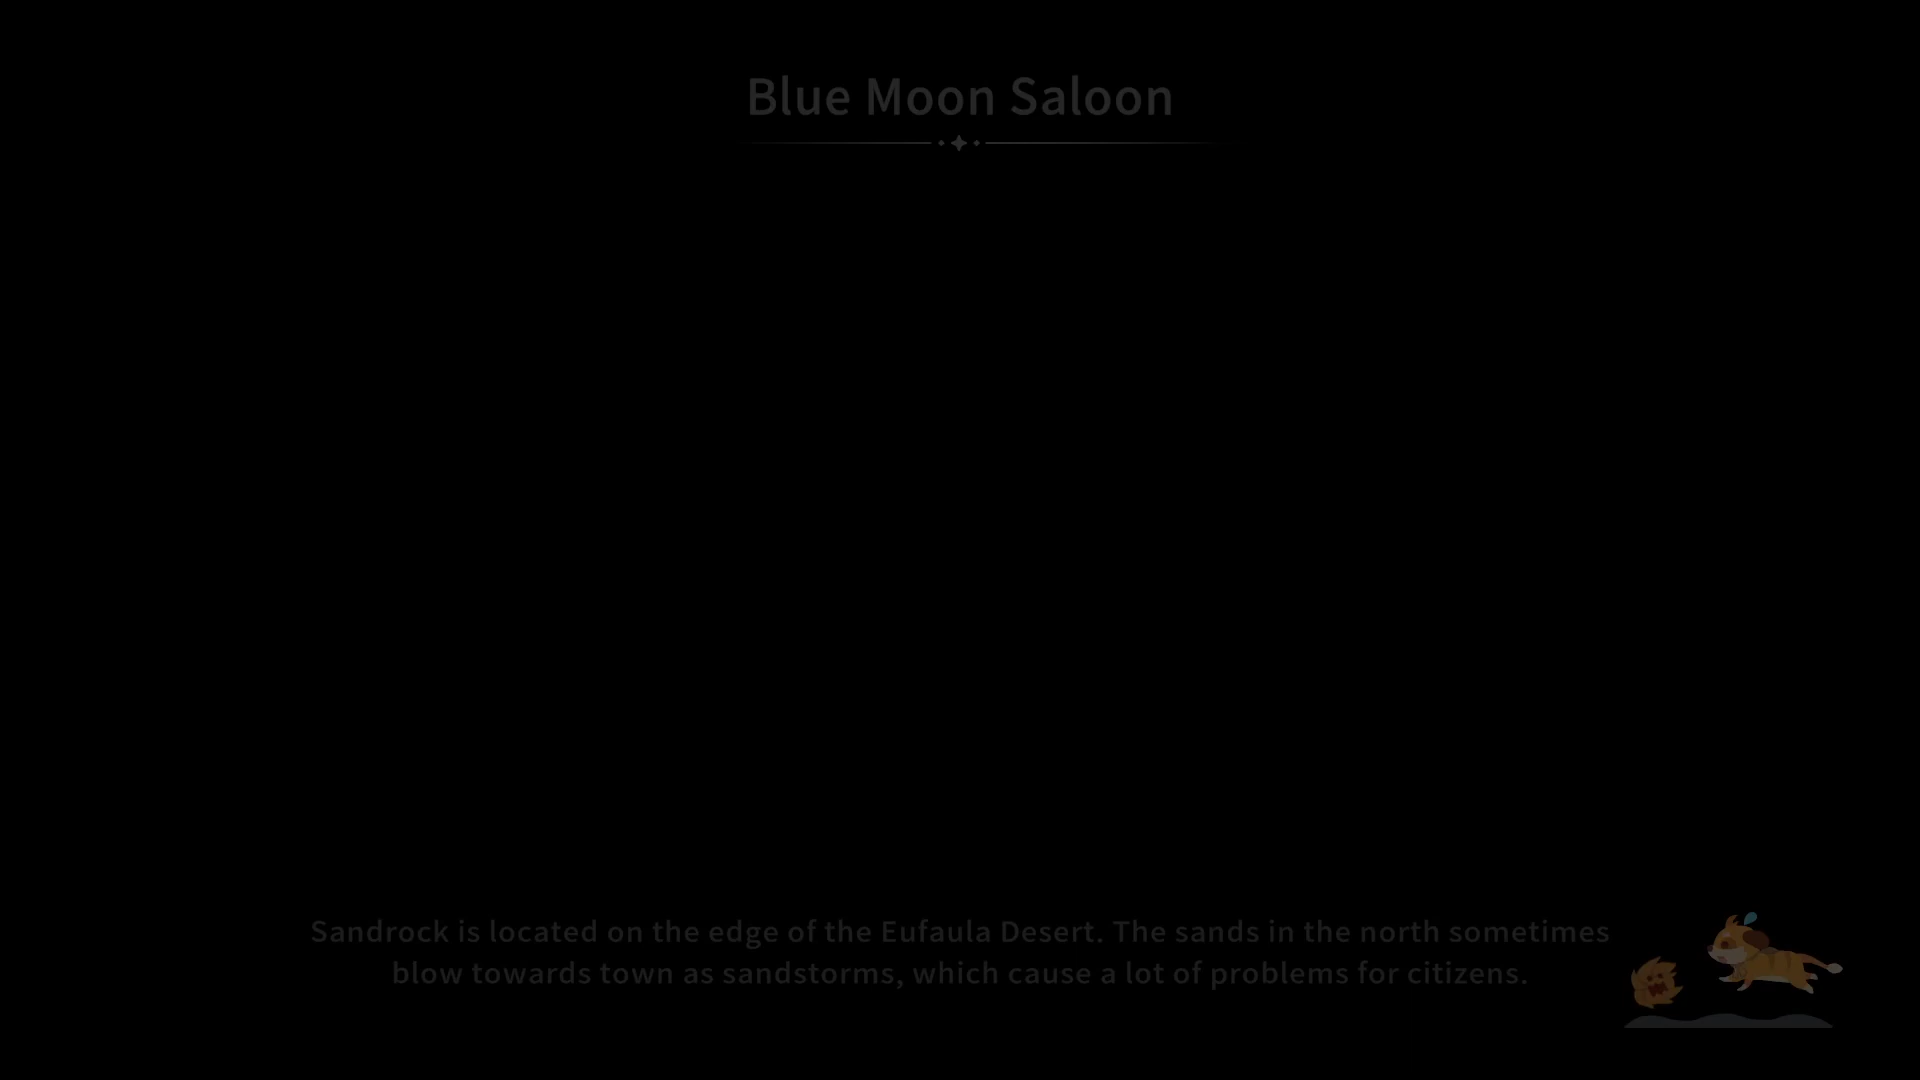 Blue Moon Saloon
Sandrock is located on the edge of the Eufaula Desert. The sands in the north sometimes
blow towards town as sandstorms, which cause a lot of problems for citizens.